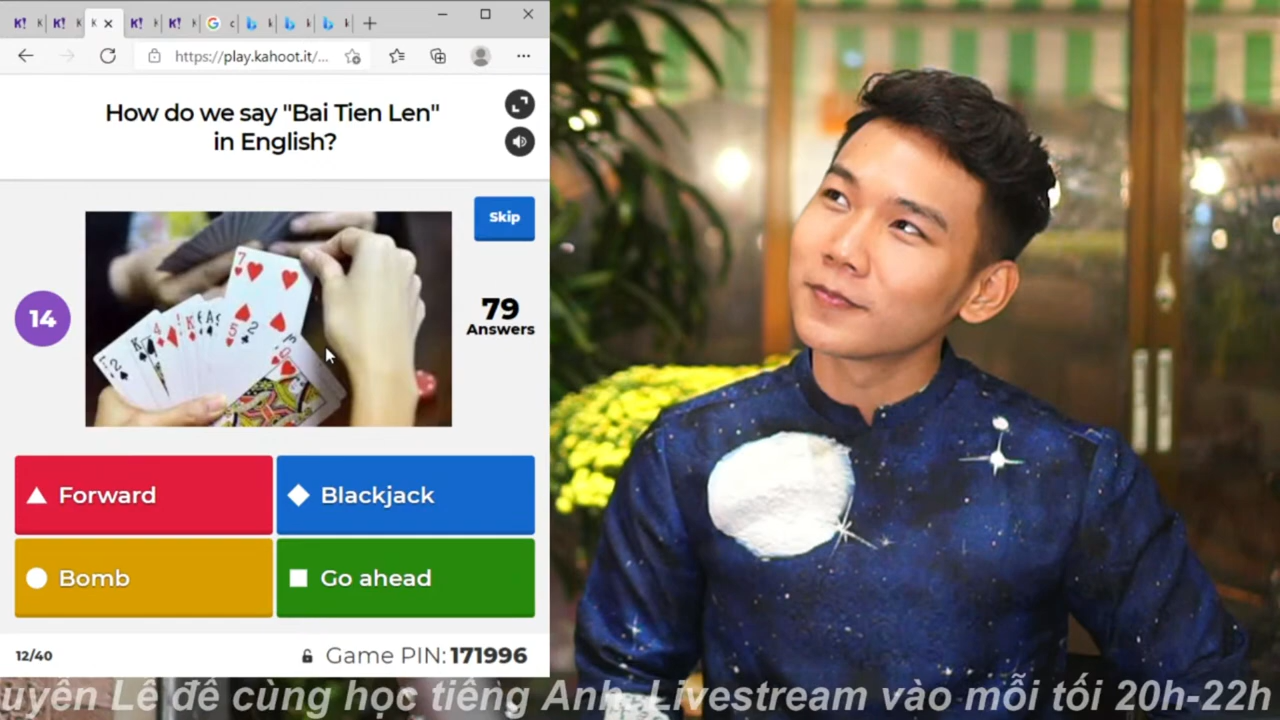 https://play.kahoot.it/...
How do we say "Bai Tien Len"
in English?
Skip
14
79
Answers
Forward
Blackjack
Bomb
Go ahead
12/40
Game PIN: 171996
uyên Lê để cùng học tiếng Anh. Livestream vào mỗi tối 20h-22h